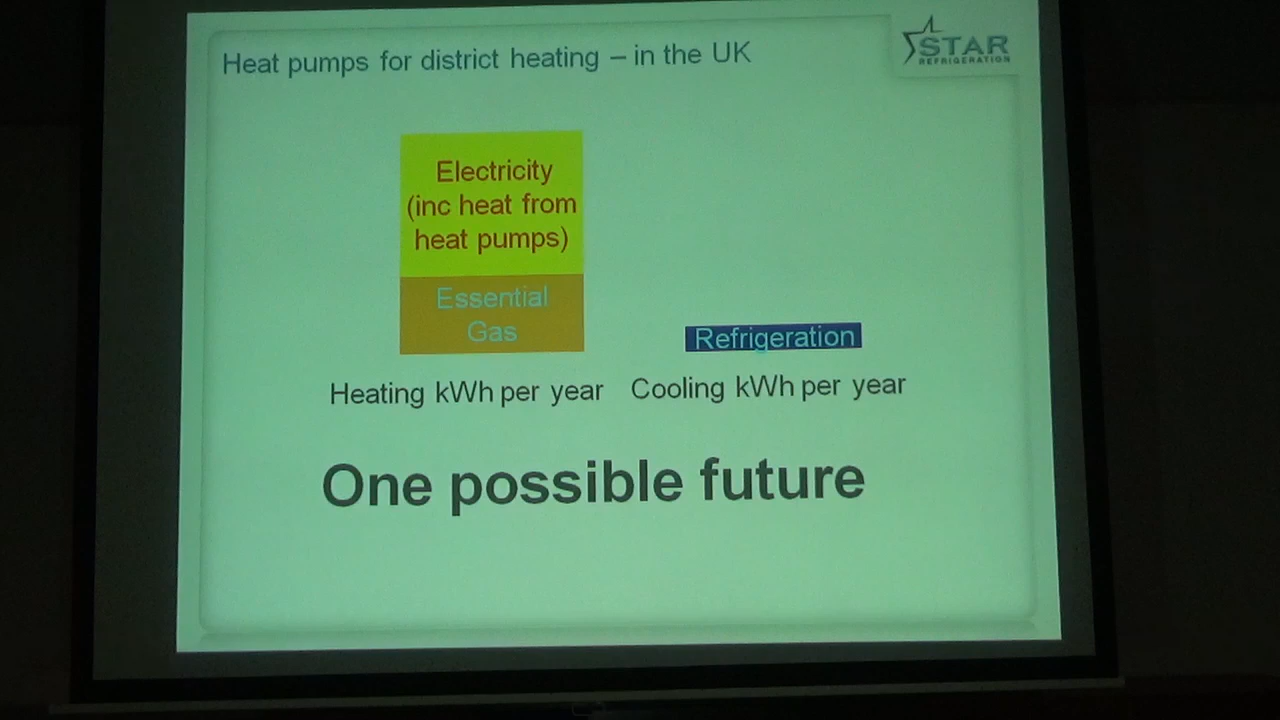 Heat pumps for district heating – in the UK
STAR
REFRIGERATION
Electricity
(inc heat from
heat pumps)
Essential
Gas
Refrigeration
Heating kWh per year
Cooling kWh per year
One possible future